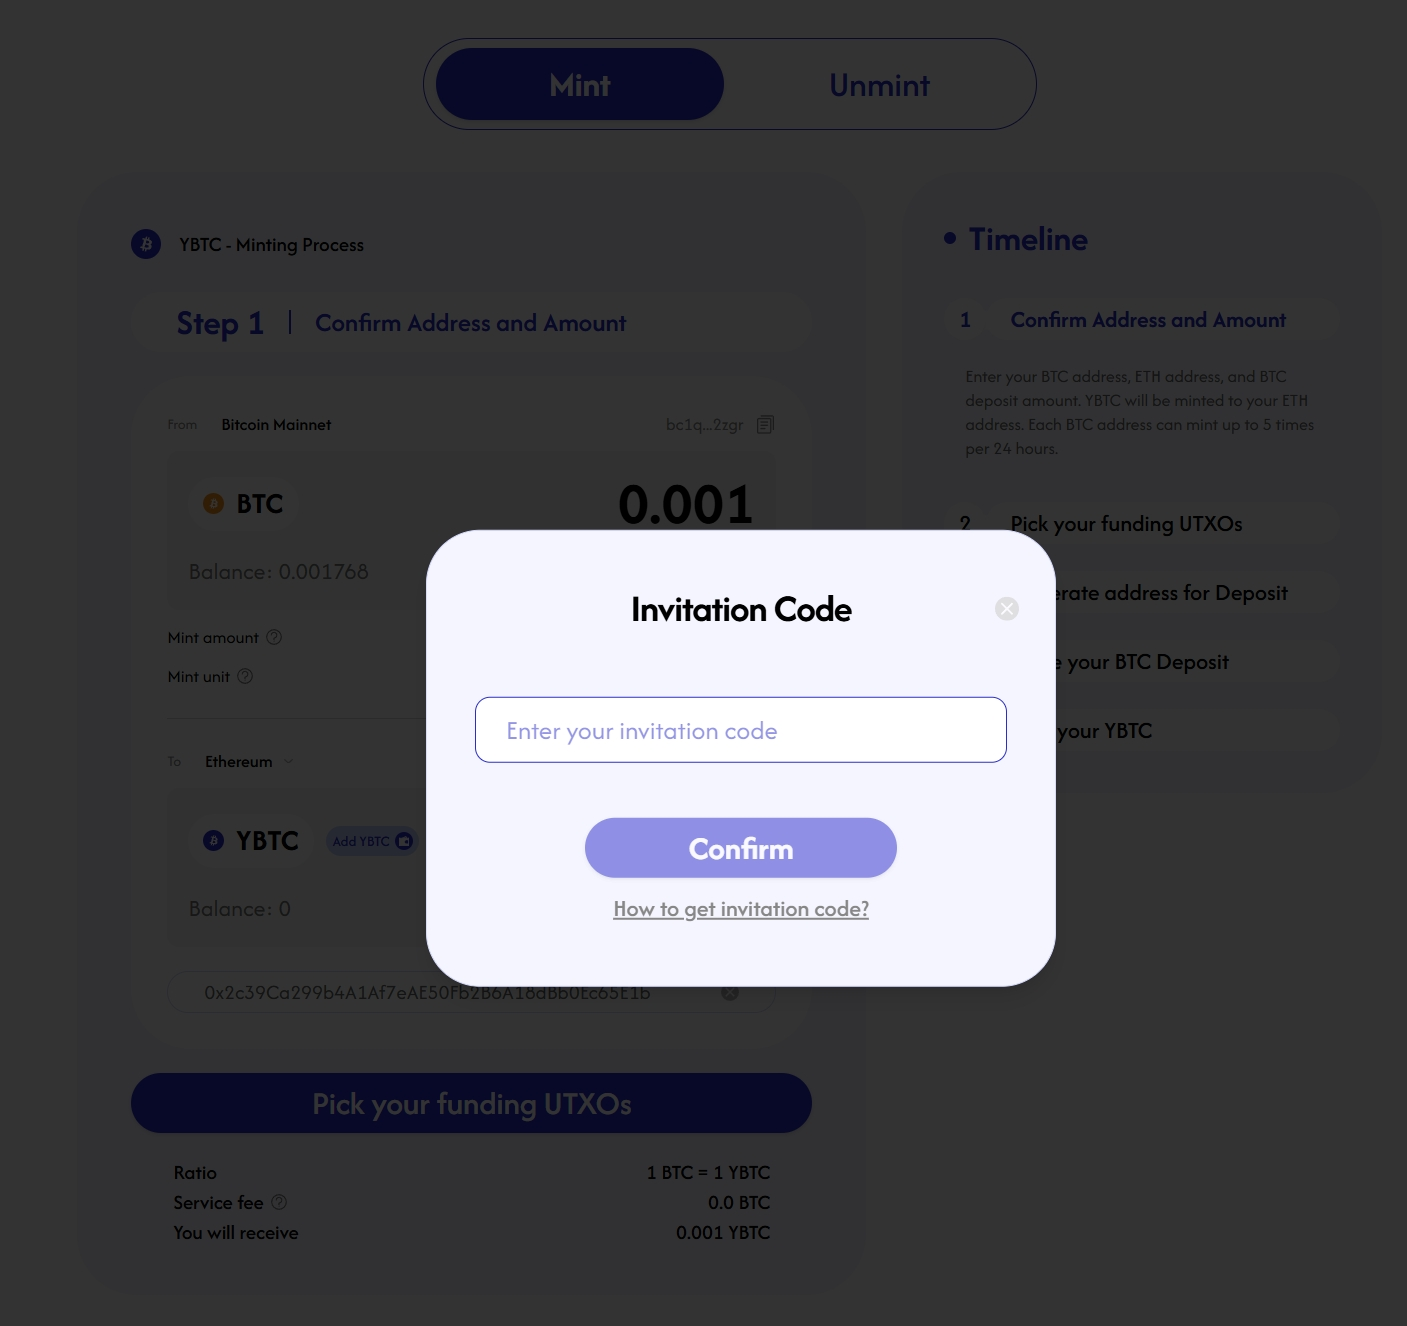 Mint
Unmint
YBTC - Minting Process
Step 1 | Confirm Address and Amount
From Bitcoin Mainnet bc1q...2zgr
BTC 0.001
Balance: 0.001768
Mint amount
Mint unit
To Ethereum
YBTC Add YBTC
Balance: 0
0x2c39Ca299b4A1Af7eAE50Fb2B6A18dBb0Ec65E1b
Pick your funding UTXOs
Ratio 1 BTC = 1 YBTC
Service fee 0.0 BTC
You will receive 0.001 YBTC
Timeline
1 Confirm Address and Amount
Enter your BTC address, ETH address, and BTC
deposit amount. YBTC will be minted to your ETH
address. Each BTC address can mint up to 5 times
per 24 hours.
2 Pick your funding UTXOs
address for Deposit
your BTC Deposit
your YBTC
Invitation Code
Enter your invitation code
Confirm
How to get invitation code?